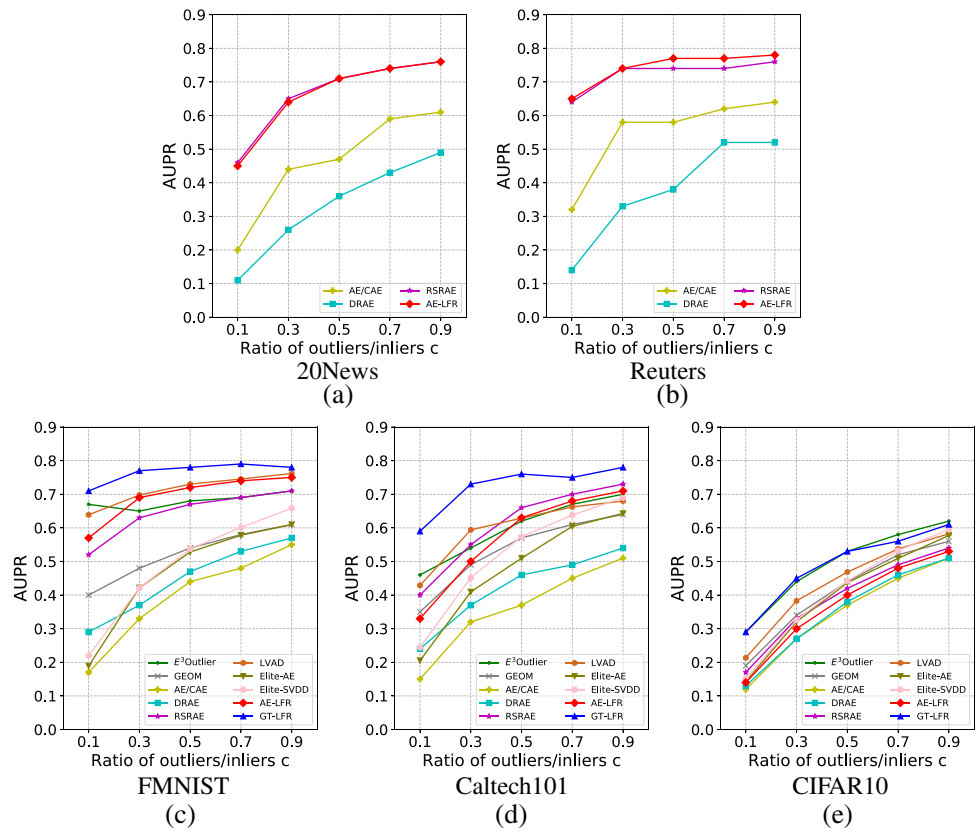 0.9
0.8
0.7
0.6
0.5
0.4
0.3
0.2
0.1
0.0
AUPR
AE/CAE
DRAE
RSRAE
AE-LFR
0.1 0.3 0.5 0.7 0.9
Ratio of outliers/inliers c
20News
(a)
0.9
0.8
0.7
0.6
0.5
0.4
0.3
0.2
0.1
0.0
AUPR
AE/CAE
DRAE
RSRAE
AE-LFR
0.1 0.3 0.5 0.7 0.9
Ratio of outliers/inliers c
Reuters
(b)
0.9
0.8
0.7
0.6
0.5
0.4
0.3
0.2
0.1
0.0
AUPR
E³Outlier
GEOM
AE/CAE
DRAE
RSRAE
LVAD
Elite-AE
Elite-SVDD
AE-LFR
GT-LFR
0.1 0.3 0.5 0.7 0.9
Ratio of outliers/inliers c
FMNIST
(c)
0.9
0.8
0.7
0.6
0.5
0.4
0.3
0.2
0.1
0.0
AUPR
E³Outlier
GEOM
AE/CAE
DRAE
RSRAE
LVAD
Elite-AE
Elite-SVDD
AE-LFR
GT-LFR
0.1 0.3 0.5 0.7 0.9
Ratio of outliers/inliers c
Caltech101
(d)
0.9
0.8
0.7
0.6
0.5
0.4
0.3
0.2
0.1
0.0
AUPR
E³Outlier
GEOM
AE/CAE
DRAE
RSRAE
LVAD
Elite-AE
Elite-SVDD
AE-LFR
GT-LFR
0.1 0.3 0.5 0.7 0.9
Ratio of outliers/inliers c
CIFAR10
(e)